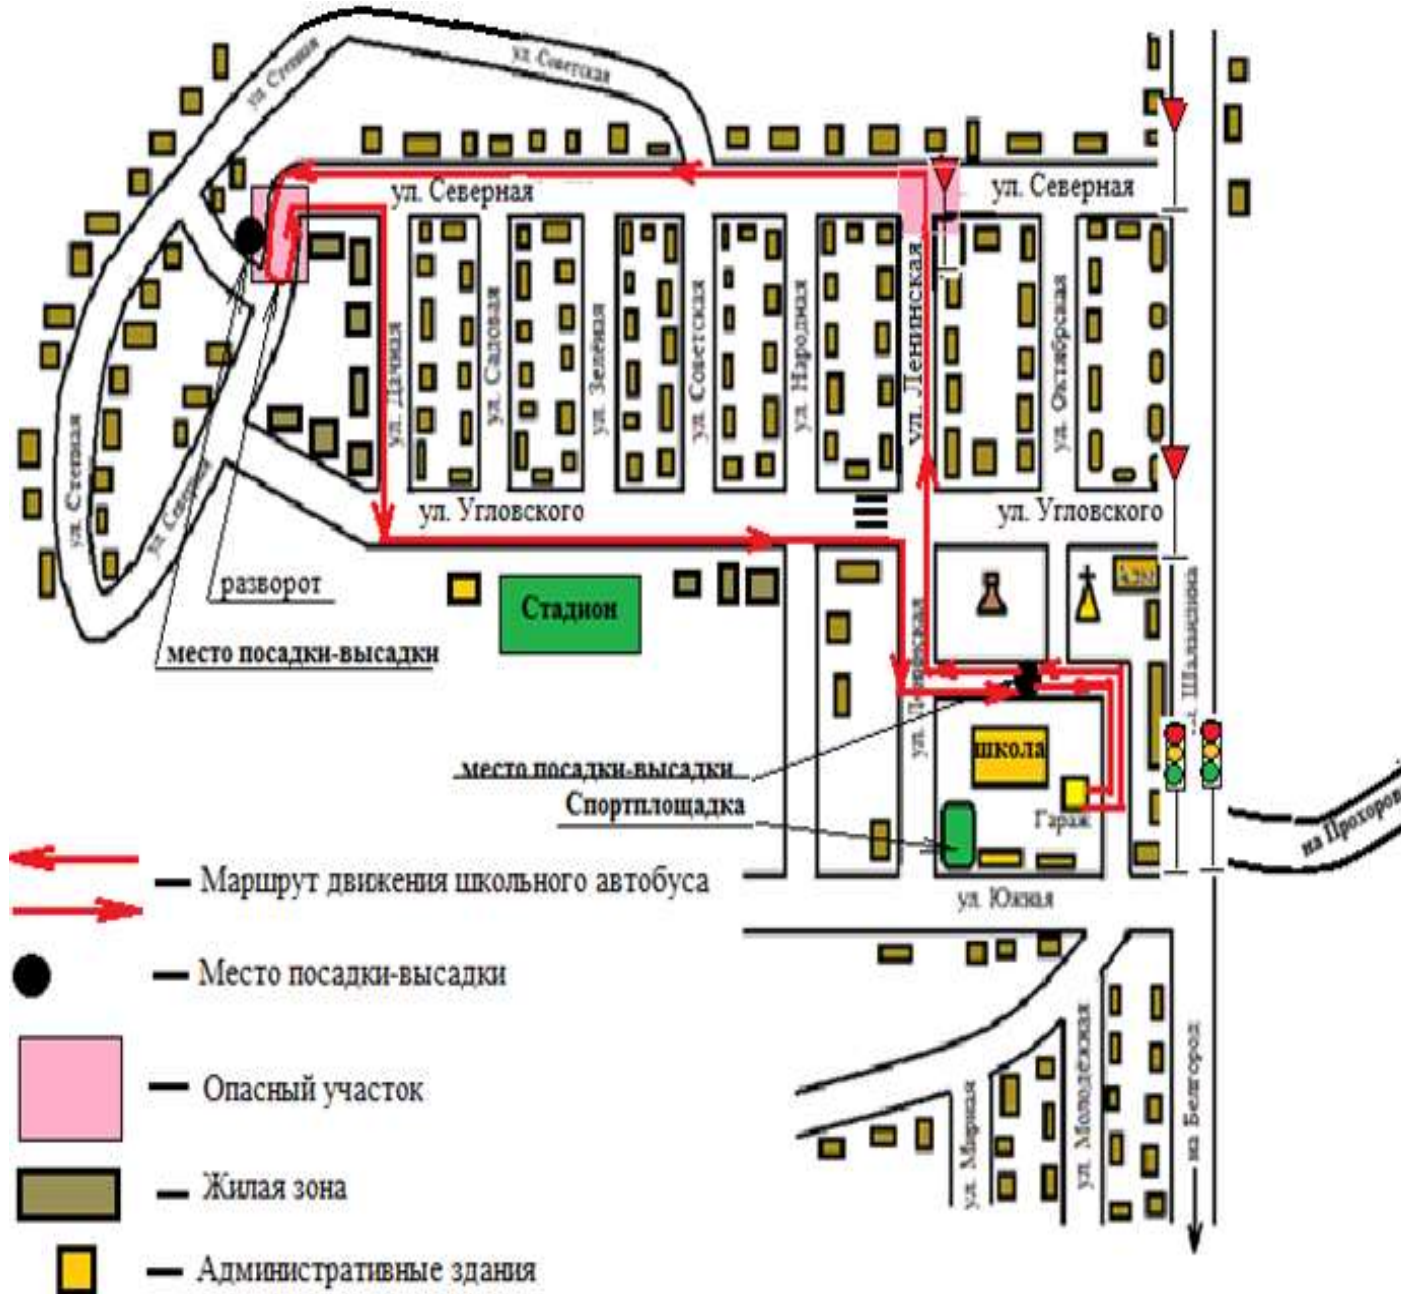 ул. Степная
ул. Советская
ул. Северная
ул. Северная
ул. Дачная
ул. Садовая
ул. Зелёная
ул. Советская
ул. Народная
ул. Ленинская
ул. Октябрьская
ул. Степная
ул. Северная
ул. Угловского
ул. Угловского
разворот
Стадион
место посадки-высадки
школа
место посадки-высадки
Спортплощадка
Гараж
на Прохоров
Маршрут движения школьного автобуса
ул. Южная
Место посадки-высадки
Опасный участок
ул. Мирная
ул. Молодёжная
на Белгород
Жилая зона
Административные здания